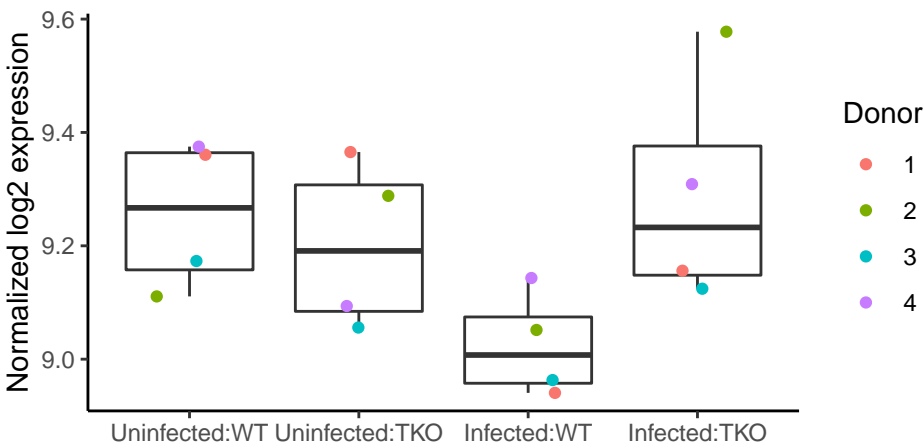 Normalized log2 expression
9.6
9.4
9.2
9.0
Uninfected:WT
Uninfected:TKO
Infected:WT
Infected:TKO
Donor
1
2
3
4